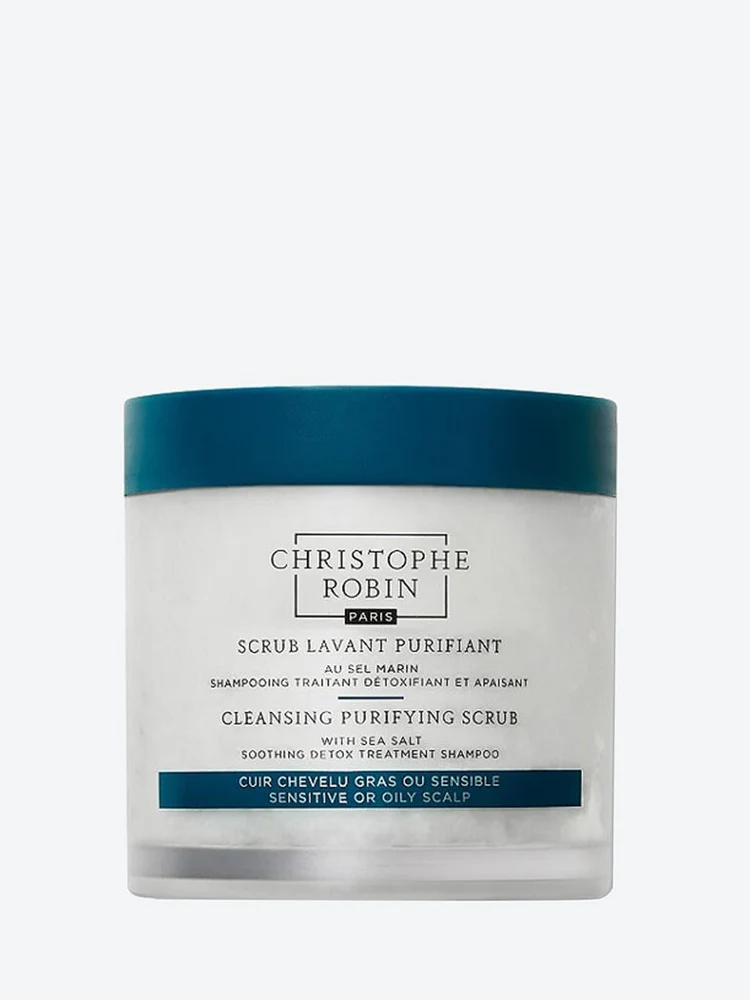 CHRISTOPHE
ROBIN
PARIS
SCRUB LAVANT PURIFIANT
AU SEL MARIN
SHAMPOOING TRAITANT DÉTOXIFIANT ET APAISANT
CLEANSING PURIFYING SCRUB
WITH SEA SALT
SOOTHING DETOX TREATMENT SHAMPOO
CUIR CHEVELU GRAS OU SENSIBLE
SENSITIVE OR OILY SCALP